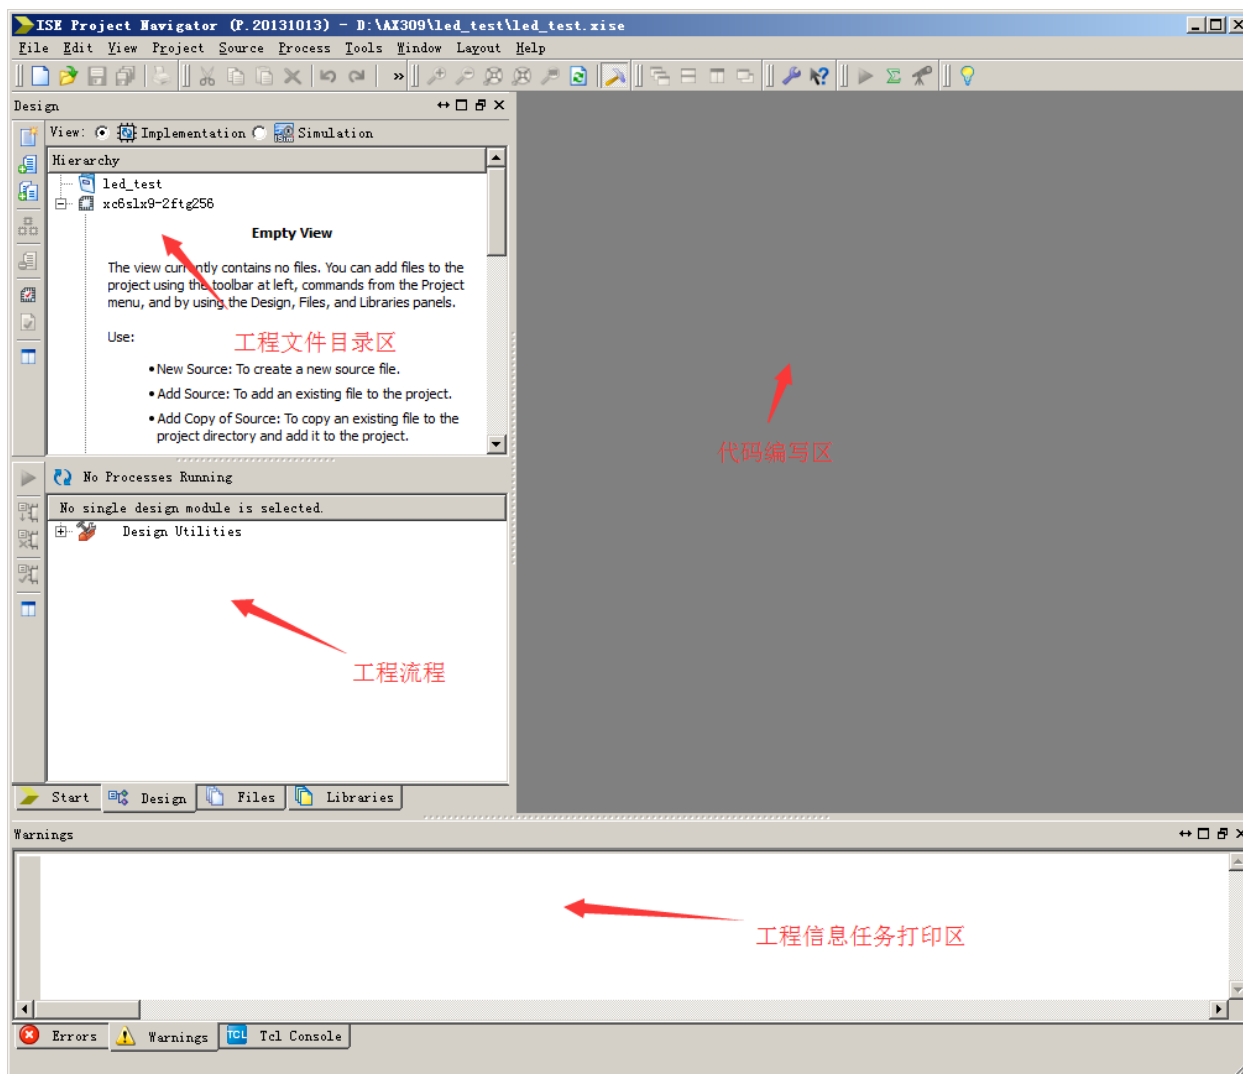 ISE Project Navigator (P.20131013) - D:\AX309\led_test\led_test.xise
File Edit View Project Source Process Tools Window Layout Help
»
Design
View: Implementation Simulation
Hierarchy
led_test
xc6slx9-2ftg256
Empty View
The view currently contains no files. You can add files to the
project using the toolbar at left, commands from the Project
menu, and by using the Design, Files, and Libraries panels.
Use:
工程文件目录区
•New Source: To create a new source file.
•Add Source: To add an existing file to the project.
•Add Copy of Source: To copy an existing file to the
project directory and add it to the project.
代码编写区
No Processes Running
No single design module is selected.
Design Utilities
工程流程
Start Design Files Libraries
Warnings
工程信息任务打印区
Errors Warnings TCL Tcl Console